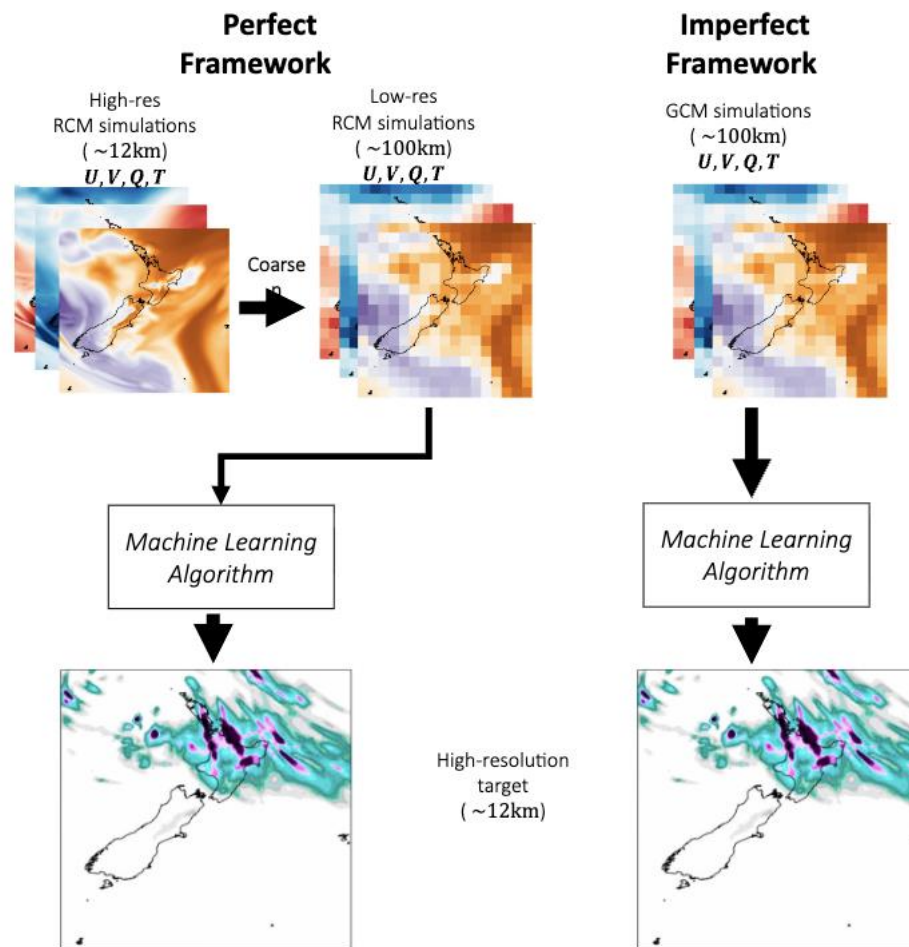 Perfect
Framework
Imperfect
Framework
High-res
RCM simulations
( ~12km)
U, V, Q, T
Low-res
RCM simulations
( ~100km)
U, V, Q, T
GCM simulations
( ~100km)
U, V, Q, T
Coarse
n
Machine Learning
Algorithm
Machine Learning
Algorithm
High-resolution
target
( ~12km)